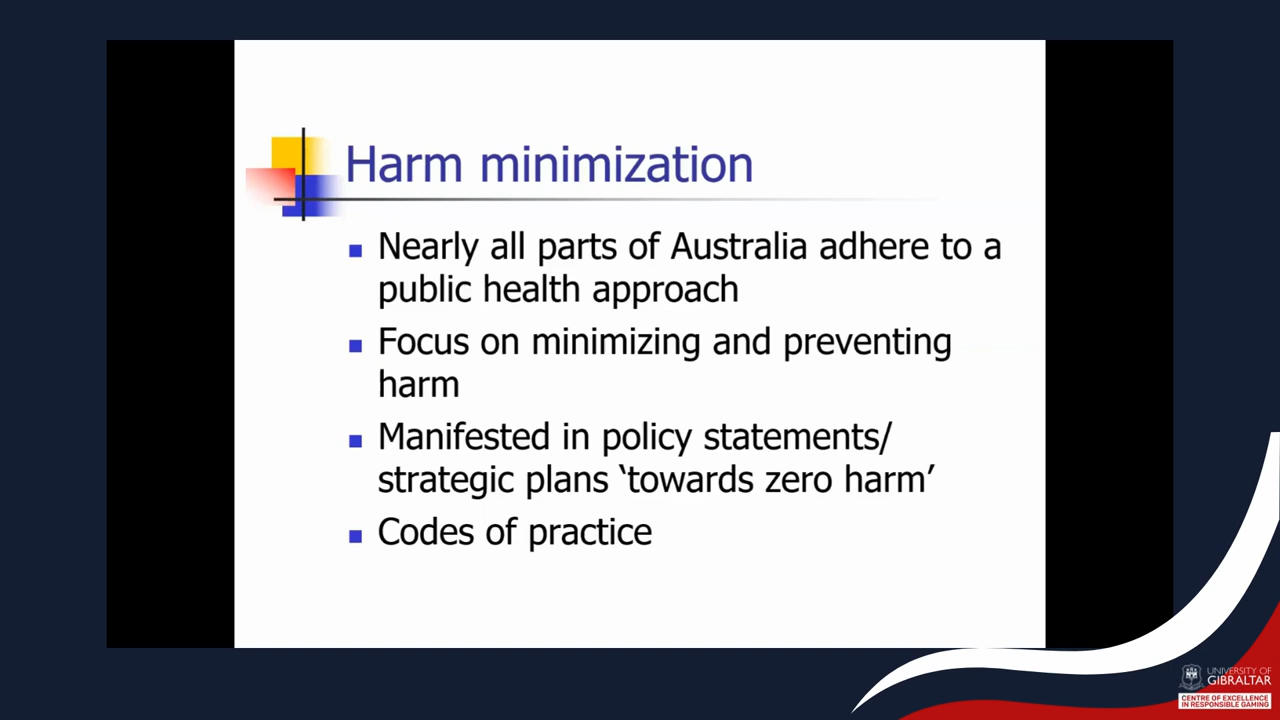 Harm minimization
Nearly all parts of Australia adhere to a
public health approach
Focus on minimizing and preventing
harm
Manifested in policy statements/
strategic plans ‘towards zero harm’
Codes of practice
UNIVERSITY OF
GIBRALTAR
CENTRE OF EXCELLENCE
IN RESPONSIBLE GAMING